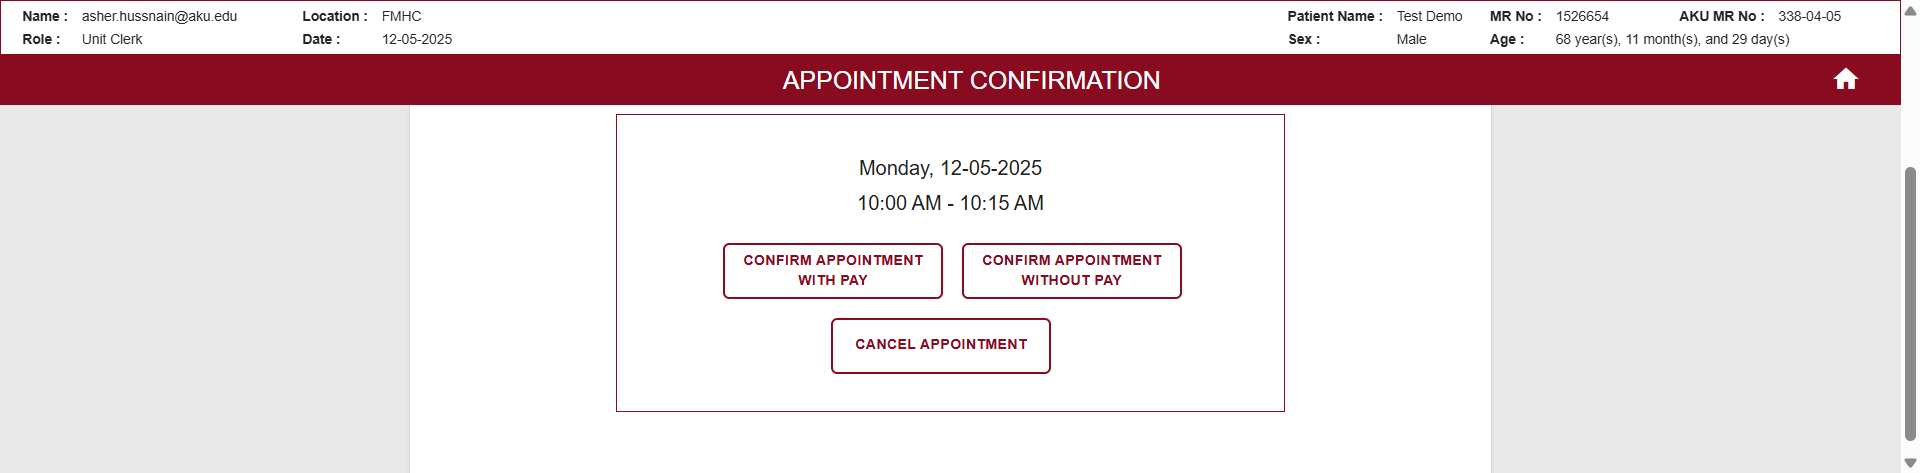 Name : asher.hussnain@aku.edu Location : FMHC Patient Name : Test Demo MR No : 1526654 AKU MR No : 338-04-05
Role : Unit Clerk Date : 12-05-2025 Sex : Male Age : 68 year(s), 11 month(s), and 29 day(s)
APPOINTMENT CONFIRMATION
Monday, 12-05-2025
10:00 AM - 10:15 AM
CONFIRM APPOINTMENT
WITH PAY
CONFIRM APPOINTMENT
WITHOUT PAY
CANCEL APPOINTMENT